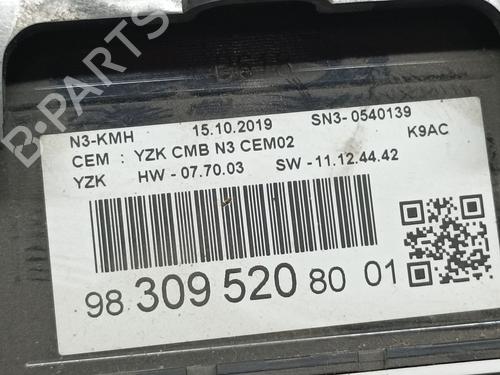 B-PARTS
N3-KMH 15.10.2019 SN3- 0540139
CEM : YZK CMB N3 CEM02 K9AC
YZK HW - 07.70.03 SW - 11.12.44.42
98 309 520 80 01